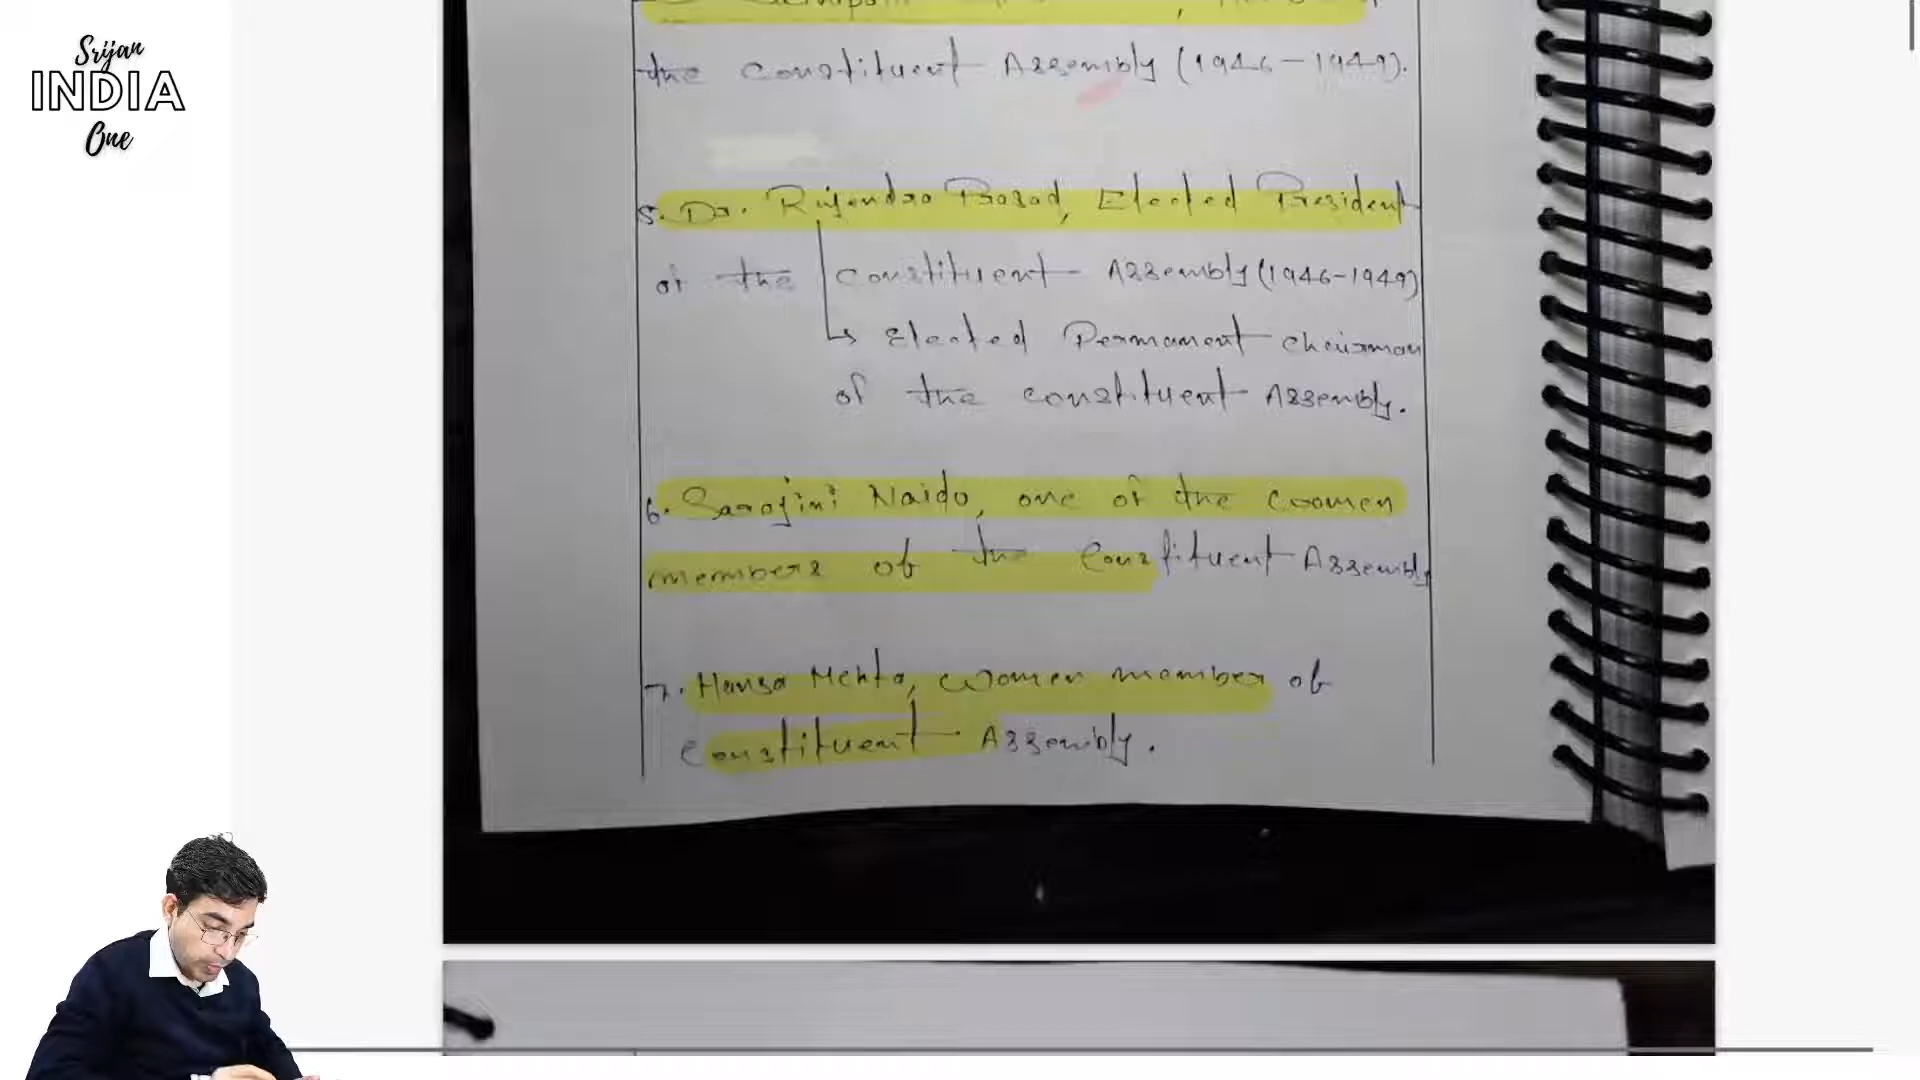 Srijan
INDIA
One
the constituent Assembly (1946-1949).
5. Dr. Rajendra Prasad, Elected President
of the constituent Assembly (1946-1949)
↳ Elected Permanent chairman
of the constituent Assembly.
6. Sarojini Naidu, one of the women
members of the Constituent Assembly
7. Hansa Mehta, women member of
constituent Assembly.